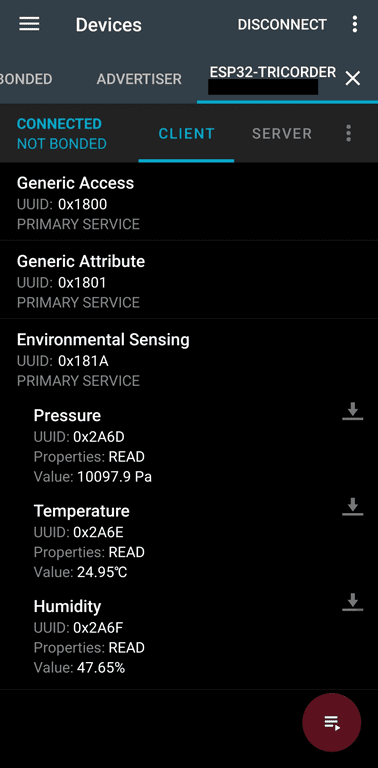 Devices
DISCONNECT
BONDED
ADVERTISER
ESP32-TRICORDER
CONNECTED
NOT BONDED
CLIENT
SERVER
Generic Access
UUID: 0x1800
PRIMARY SERVICE
Generic Attribute
UUID: 0x1801
PRIMARY SERVICE
Environmental Sensing
UUID: 0x181A
PRIMARY SERVICE
Pressure
UUID: 0x2A6D
Properties: READ
Value: 10097.9 Pa
Temperature
UUID: 0x2A6E
Properties: READ
Value: 24.95℃
Humidity
UUID: 0x2A6F
Properties: READ
Value: 47.65%